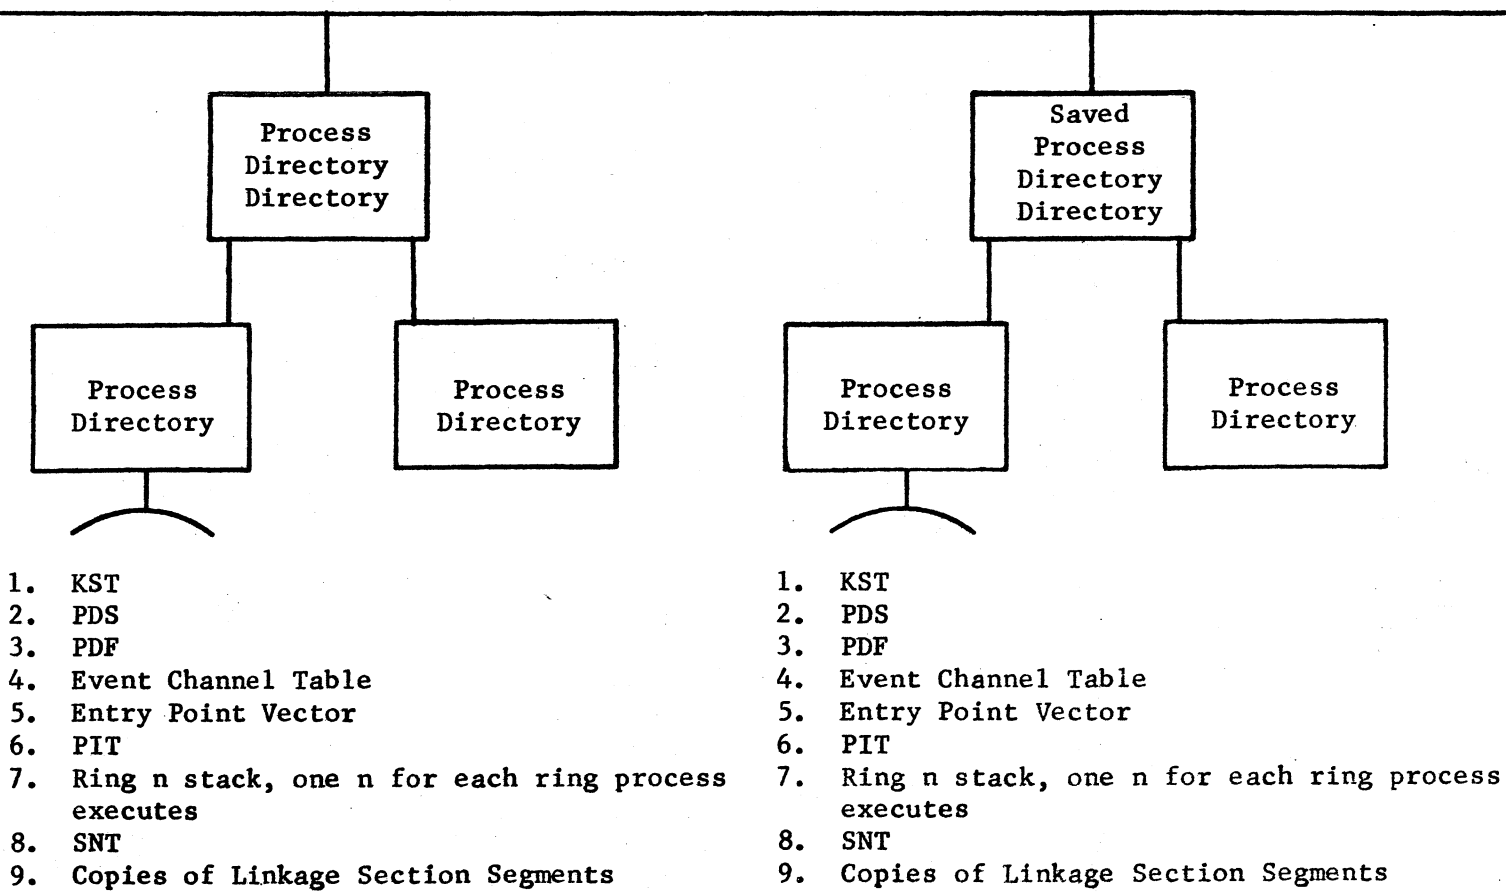 Process
Directory
Directory
Saved
Process
Directory
Directory
Process
Directory
Process
Directory
Process
Directory
Process
Directory
1. KST
2. PDS
3. PDF
4. Event Channel Table
5. Entry Point Vector
6. PIT
7. Ring n stack, one n for each ring process
executes
8. SNT
9. Copies of Linkage Section Segments
1. KST
2. PDS
3. PDF
4. Event Channel Table
5. Entry Point Vector
6. PIT
7. Ring n stack, one n for each ring process
executes
8. SNT
9. Copies of Linkage Section Segments